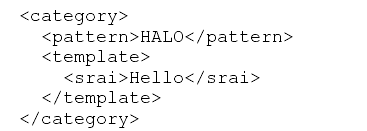 <category>
  <pattern>HALO</pattern>
  <template>
    <srai>Hello</srai>
  </template>
</category>